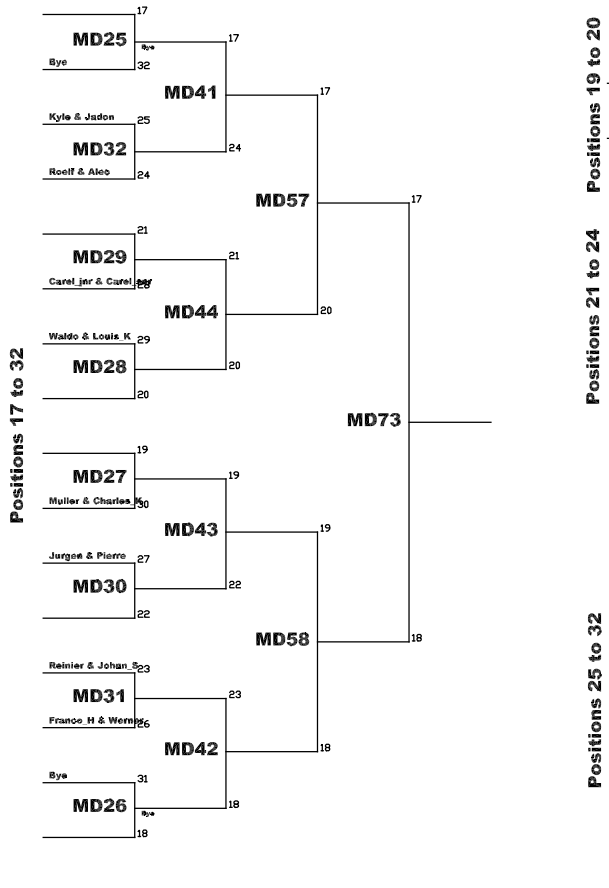 17
MD25
17
Bye
Bye
32
MD41
17
Kyle & Jadon
25
MD32
24
Roelf & Aleo
24
MD57
17
21
MD29
21
Carel_jnr & Carel_snr
28
MD44
20
Waldo & Louis_K
29
MD28
20
20
MD73
19
MD27
19
Muller & Charles_K
30
MD43
19
Jurgen & Pierre
27
MD30
22
22
MD58
18
Reinier & Johan_S
23
MD31
23
Franco_H & Werner
26
MD42
18
Bye
31
MD26
18
Bye
18
Positions 17 to 32
Positions 19 to 20
Positions 21 to 24
Positions 25 to 32